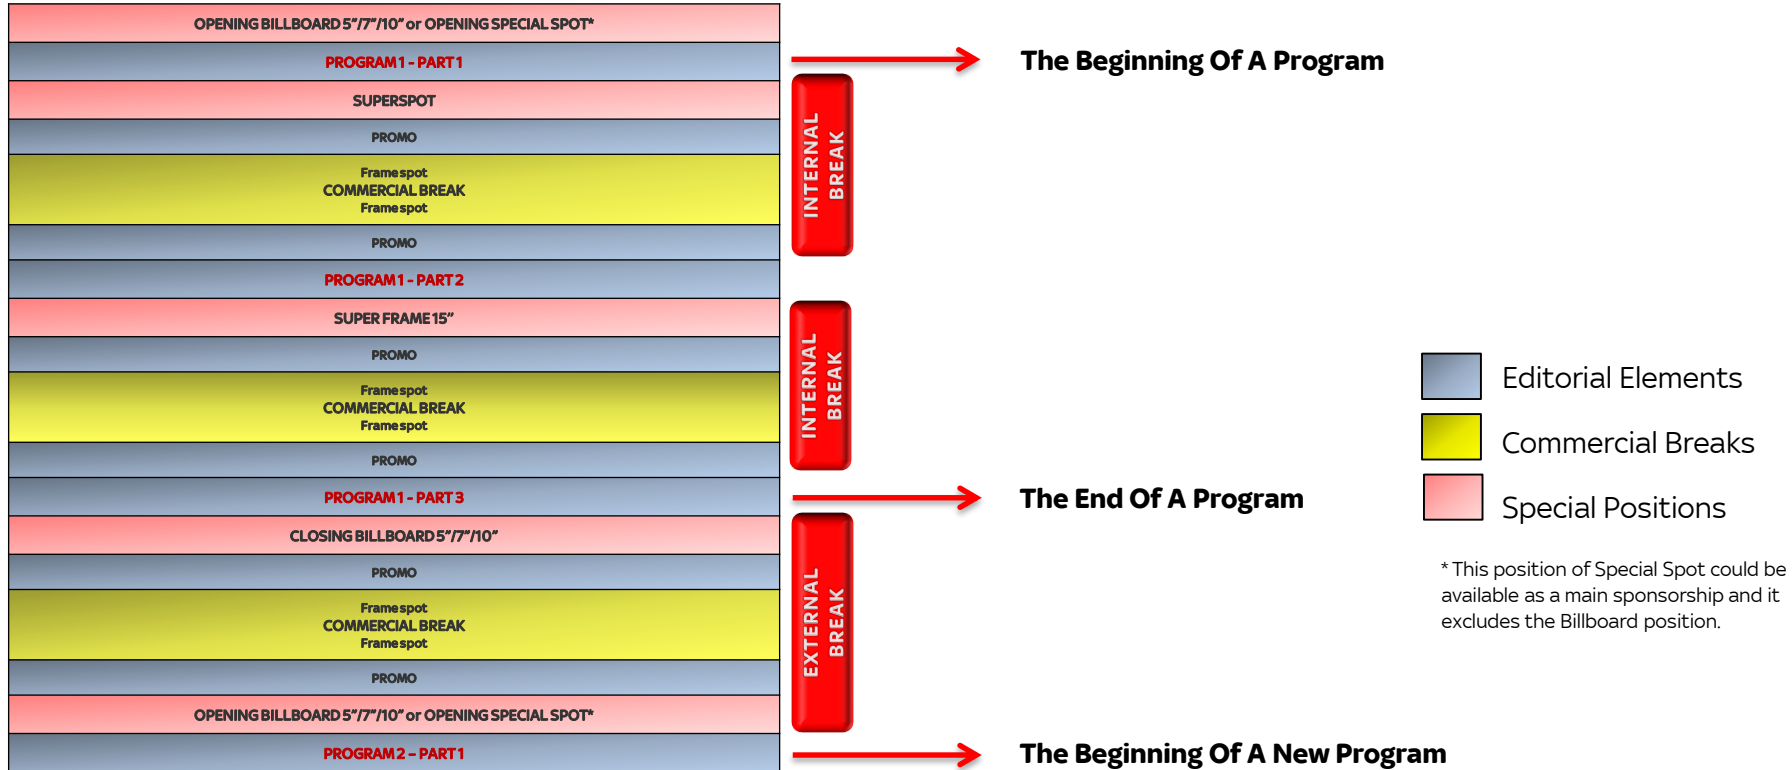 OPENING BILLBOARD 5”/7”/10” or OPENING SPECIAL SPOT*
PROGRAM 1 - PART 1
SUPERSPOT
PROMO
Framespot
COMMERCIAL BREAK
Framespot
PROMO
PROGRAM 1 - PART 2
SUPER FRAME 15”
PROMO
Framespot
COMMERCIAL BREAK
Framespot
PROMO
PROGRAM 1 - PART 3
CLOSING BILLBOARD 5”/7”/10”
PROMO
Framespot
COMMERCIAL BREAK
Framespot
PROMO
OPENING BILLBOARD 5”/7”/10” or OPENING SPECIAL SPOT*
PROGRAM 2 – PART 1
INTERNAL
BREAK
INTERNAL
BREAK
EXTERNAL
BREAK
The Beginning Of A Program
The End Of A Program
The Beginning Of A New Program
Editorial Elements
Commercial Breaks
Special Positions
* This position of Special Spot could be
available as a main sponsorship and it
excludes the Billboard position.